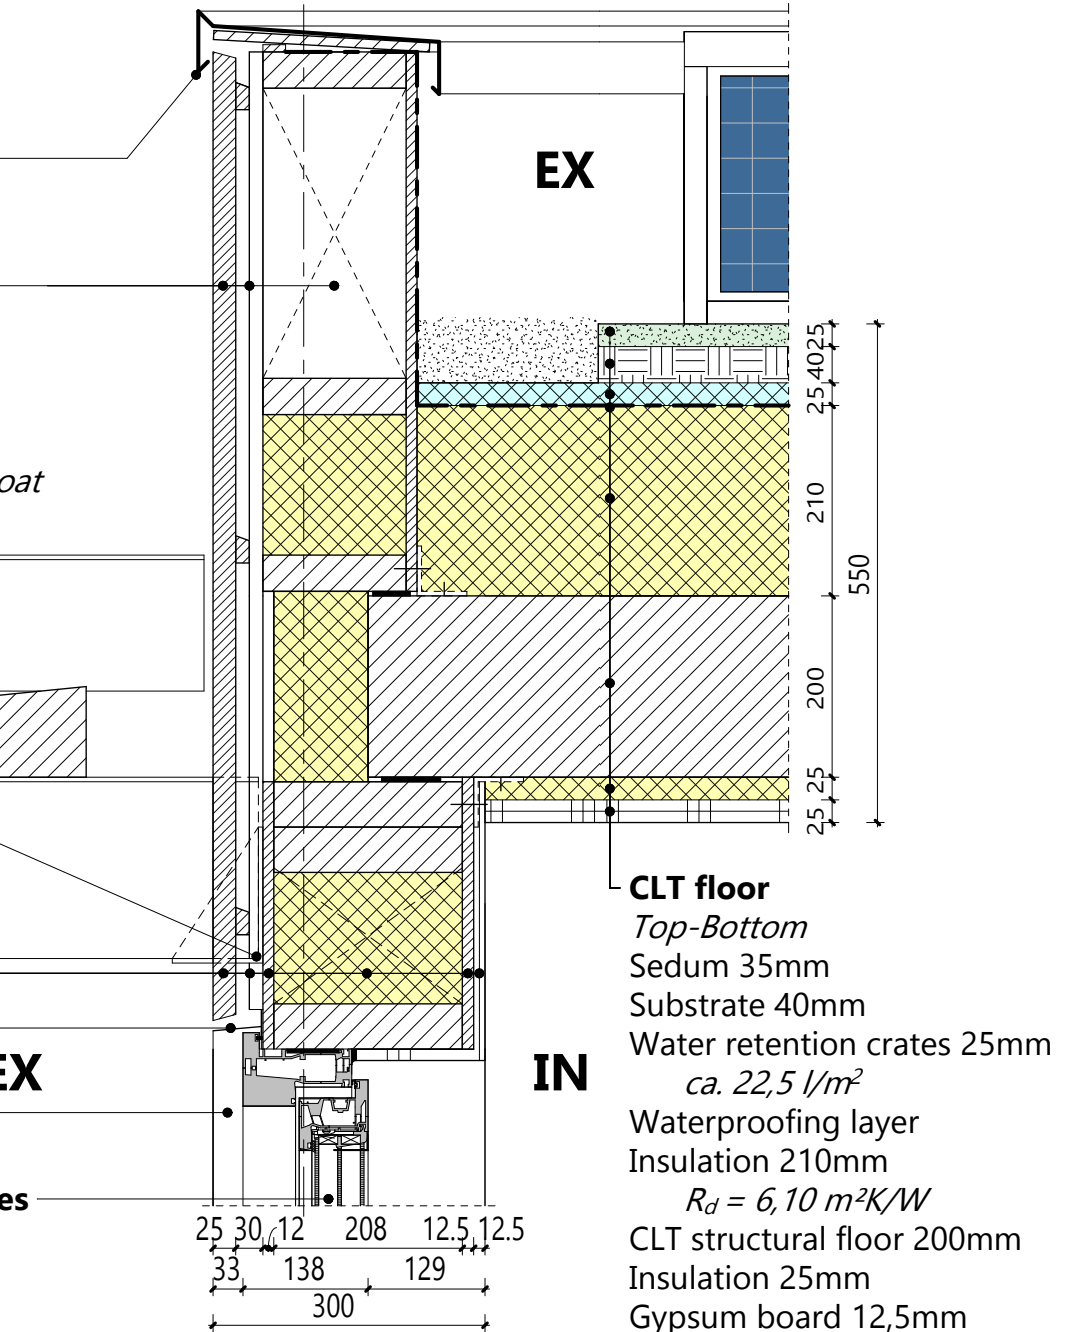 EX
oat
25
40
25
210
550
200
25
25
CLT floor
Top-Bottom
Sedum 35mm
Substrate 40mm
Water retention crates 25mm
ca. 22,5 l/m²
Waterproofing layer
Insulation 210mm
Rd = 6,10 m²K/W
CLT structural floor 200mm
Insulation 25mm
Gypsum board 12,5mm
EX
IN
es
25 30 12 208 12.5 12.5
33 138 129
300